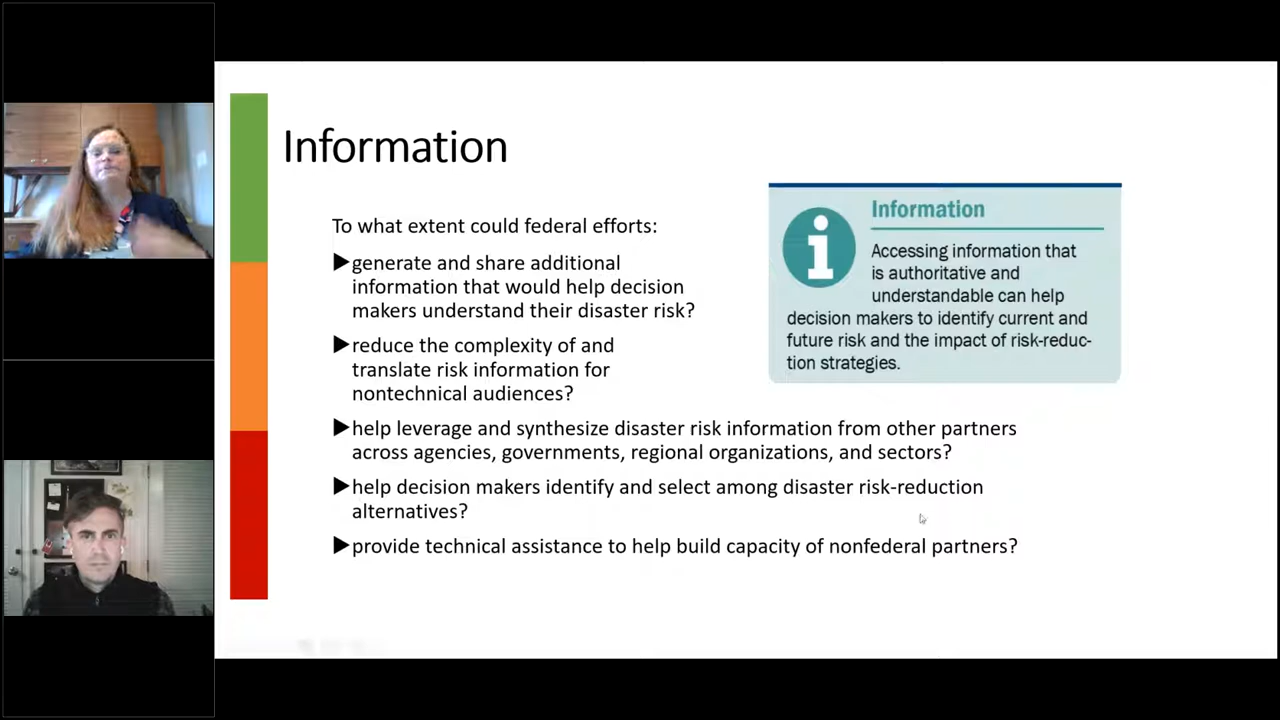 Information
To what extent could federal efforts:
▶generate and share additional
information that would help decision
makers understand their disaster risk?
▶reduce the complexity of and
translate risk information for
nontechnical audiences?
▶help leverage and synthesize disaster risk information from other partners
across agencies, governments, regional organizations, and sectors?
▶help decision makers identify and select among disaster risk-reduction
alternatives?
▶provide technical assistance to help build capacity of nonfederal partners?
i
Information
Accessing information that
is authoritative and
understandable can help
decision makers to identify current and
future risk and the impact of risk-reduc-
tion strategies.